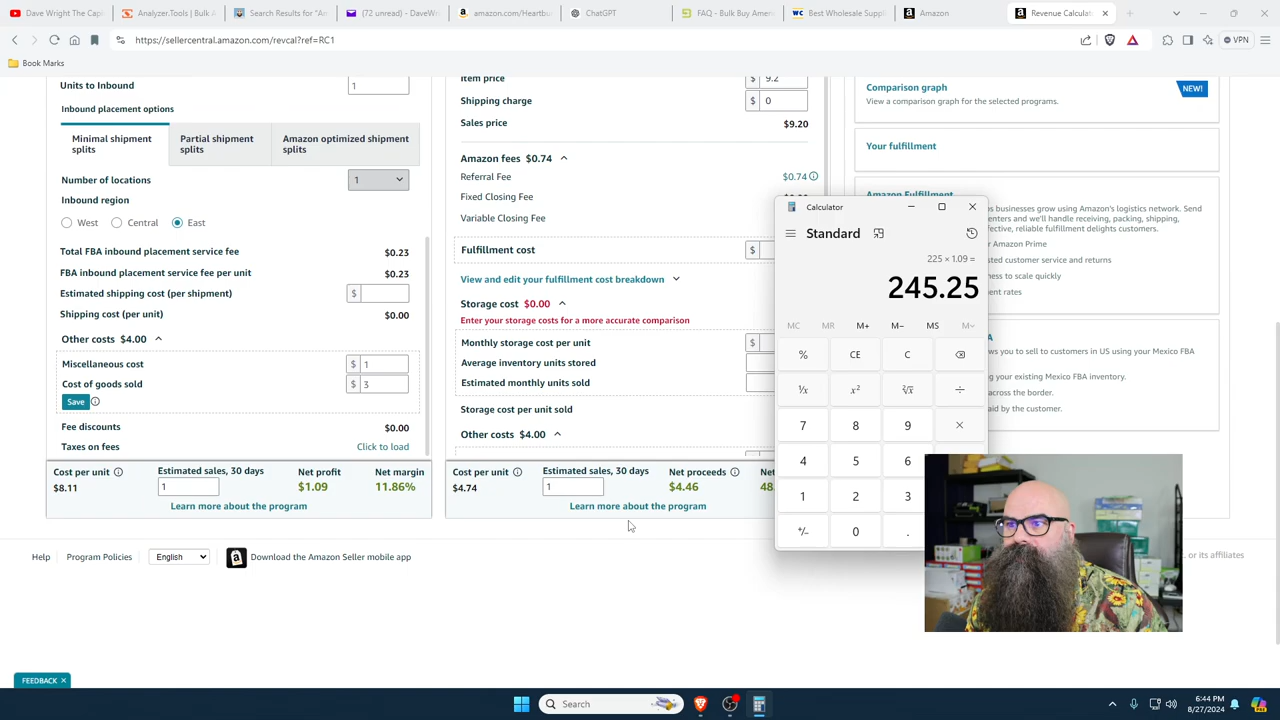 Dave Wright The Cap
Analyzer.Tools | Bulk A
Search Results for "Ar
(72 unread) - DaveW
amazon.com/Heartbu
ChatGPT
FAQ - Bulk Buy Ameri
Best Wholesale Suppl
Amazon
Revenue Calculat
https://sellercentral.amazon.com/revcal?ref=RC1
VPN
Book Marks
Units to Inbound
1
Inbound placement options
Minimal shipment splits
Partial shipment splits
Amazon optimized shipment splits
Number of locations
1
Inbound region
West
Central
East
Total FBA inbound placement service fee
$0.23
FBA inbound placement service fee per unit
$0.23
Estimated shipping cost (per shipment)
$
Shipping cost (per unit)
$0.00
Other costs $4.00
Miscellaneous cost
$ 1
Cost of goods sold
$ 3
Save
Fee discounts
$0.00
Taxes on fees
Click to load
Cost per unit
$8.11
Estimated sales, 30 days
1
Net profit
$1.09
Net margin
11.86%
Learn more about the program
Item price
$ 9.2
Shipping charge
$ 0
Sales price
$9.20
Amazon fees $0.74
Referral Fee
$0.74
Fixed Closing Fee
Variable Closing Fee
Fulfillment cost
$
View and edit your fulfillment cost breakdown
Storage cost $0.00
Enter your storage costs for a more accurate comparison
Monthly storage cost per unit
$
Average inventory units stored
Estimated monthly units sold
Storage cost per unit sold
Other costs $4.00
Cost per unit
$4.74
Estimated sales, 30 days
1
Net proceeds
$4.46
Net
48
Learn more about the program
Comparison graph
NEW!
View a comparison graph for the selected programs.
Your fulfillment
Amazon Fulfillment
ps businesses grow using Amazon's logistics network. Send
enters and we'll handle receiving, packing, shipping,
fective, reliable fulfillment delights customers.
r Amazon Prime
sted customer service and returns
ness to scale quickly
ent rates
A
ws you to sell to customers in US using your Mexico FBA
g your existing Mexico FBA inventory.
across the border.
aid by the customer.
Calculator
Standard
225 × 1.09 =
245.25
MC
MR
M+
M−
MS
M
%
CE
C
⅟x
x²
²√x
÷
7
8
9
×
4
5
6
1
2
3
+/−
0
.
Help
Program Policies
English
Download the Amazon Seller mobile app
or its affiliates
FEEDBACK ×
Search
6:44 PM
8/27/2024